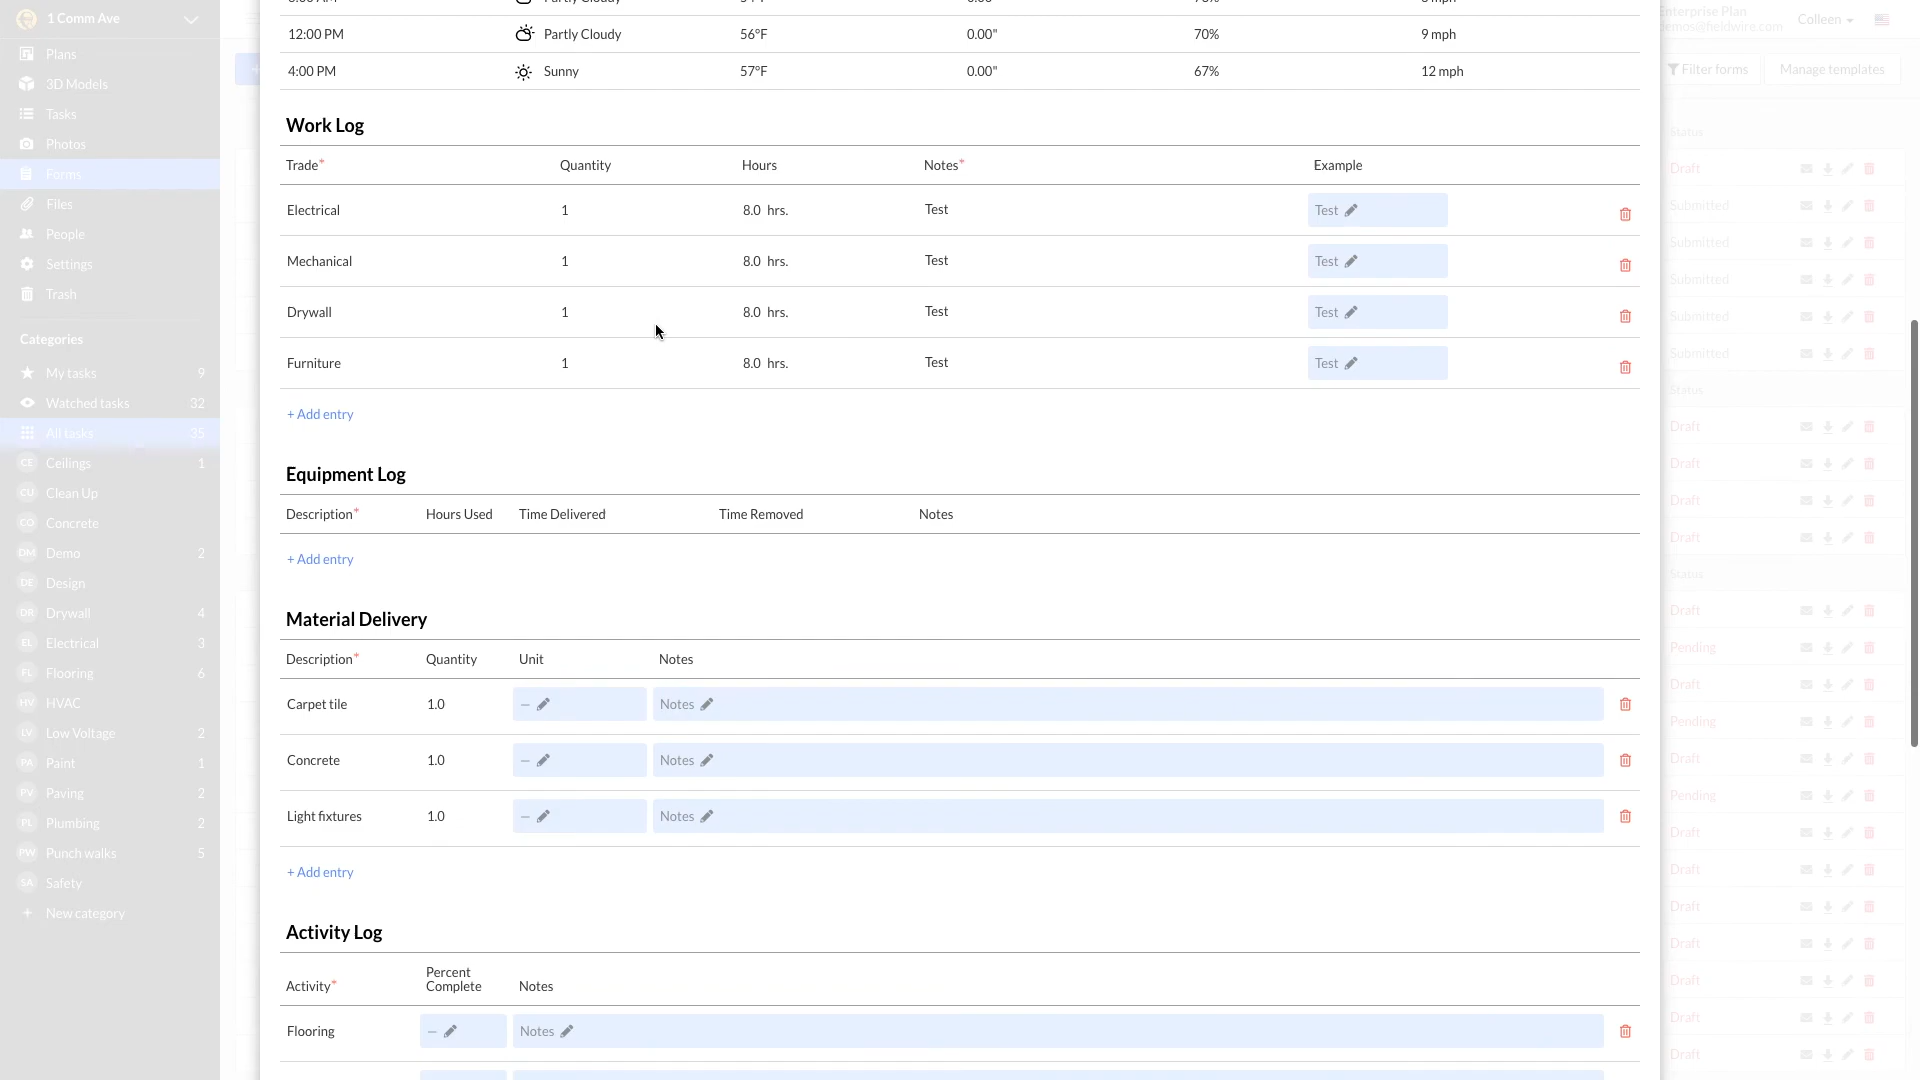 1 Comm Ave
Plans
3D Models
Tasks
Photos
Forms
Files
People
Settings
Trash
Categories
My tasks 9
Watched tasks 32
All tasks 35
CE Ceilings 1
CU Clean Up
CO Concrete
DM Demo 2
DE Design
DR Drywall 4
EL Electrical 3
FL Flooring 6
HV HVAC
LV Low Voltage 2
PA Paint 1
PV Paving 2
PL Plumbing 2
PW Punch walks 5
SA Safety
+ New category
Partly Cloudy
12:00 PM Partly Cloudy 56°F 0.00" 70% 9 mph
4:00 PM Sunny 57°F 0.00" 67% 12 mph
Work Log
Trade* Quantity Hours Notes* Example
Electrical 1 8.0 hrs. Test Test
Mechanical 1 8.0 hrs. Test Test
Drywall 1 8.0 hrs. Test Test
Furniture 1 8.0 hrs. Test Test
+ Add entry
Equipment Log
Description* Hours Used Time Delivered Time Removed Notes
+ Add entry
Material Delivery
Description* Quantity Unit Notes
Carpet tile 1.0 – Notes
Concrete 1.0 – Notes
Light fixtures 1.0 – Notes
+ Add entry
Activity Log
Activity* Percent Complete Notes
Flooring – Notes
Enterprise Plan
demos@fieldwire.com
Colleen
Filter forms Manage templates
Status
Draft
Submitted
Submitted
Submitted
Submitted
Submitted
Status
Draft
Draft
Draft
Draft
Status
Draft
Pending
Draft
Pending
Draft
Pending
Draft
Draft
Draft
Draft
Draft
Draft
Draft